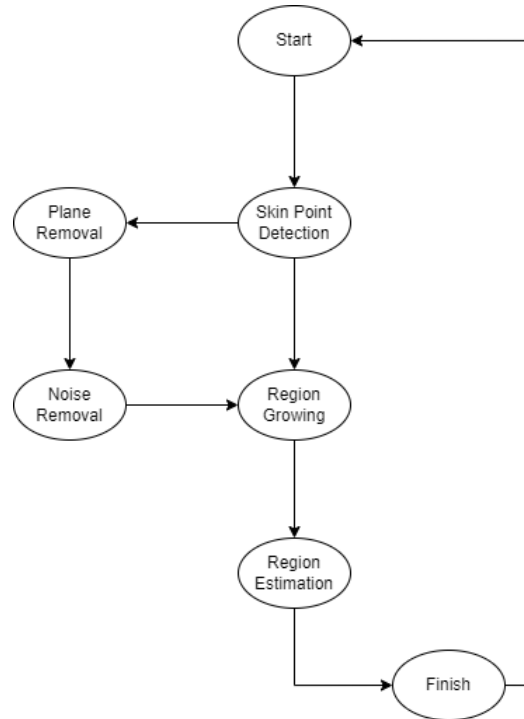 Start
Plane
Removal
Skin Point
Detection
Noise
Removal
Region
Growing
Region
Estimation
Finish